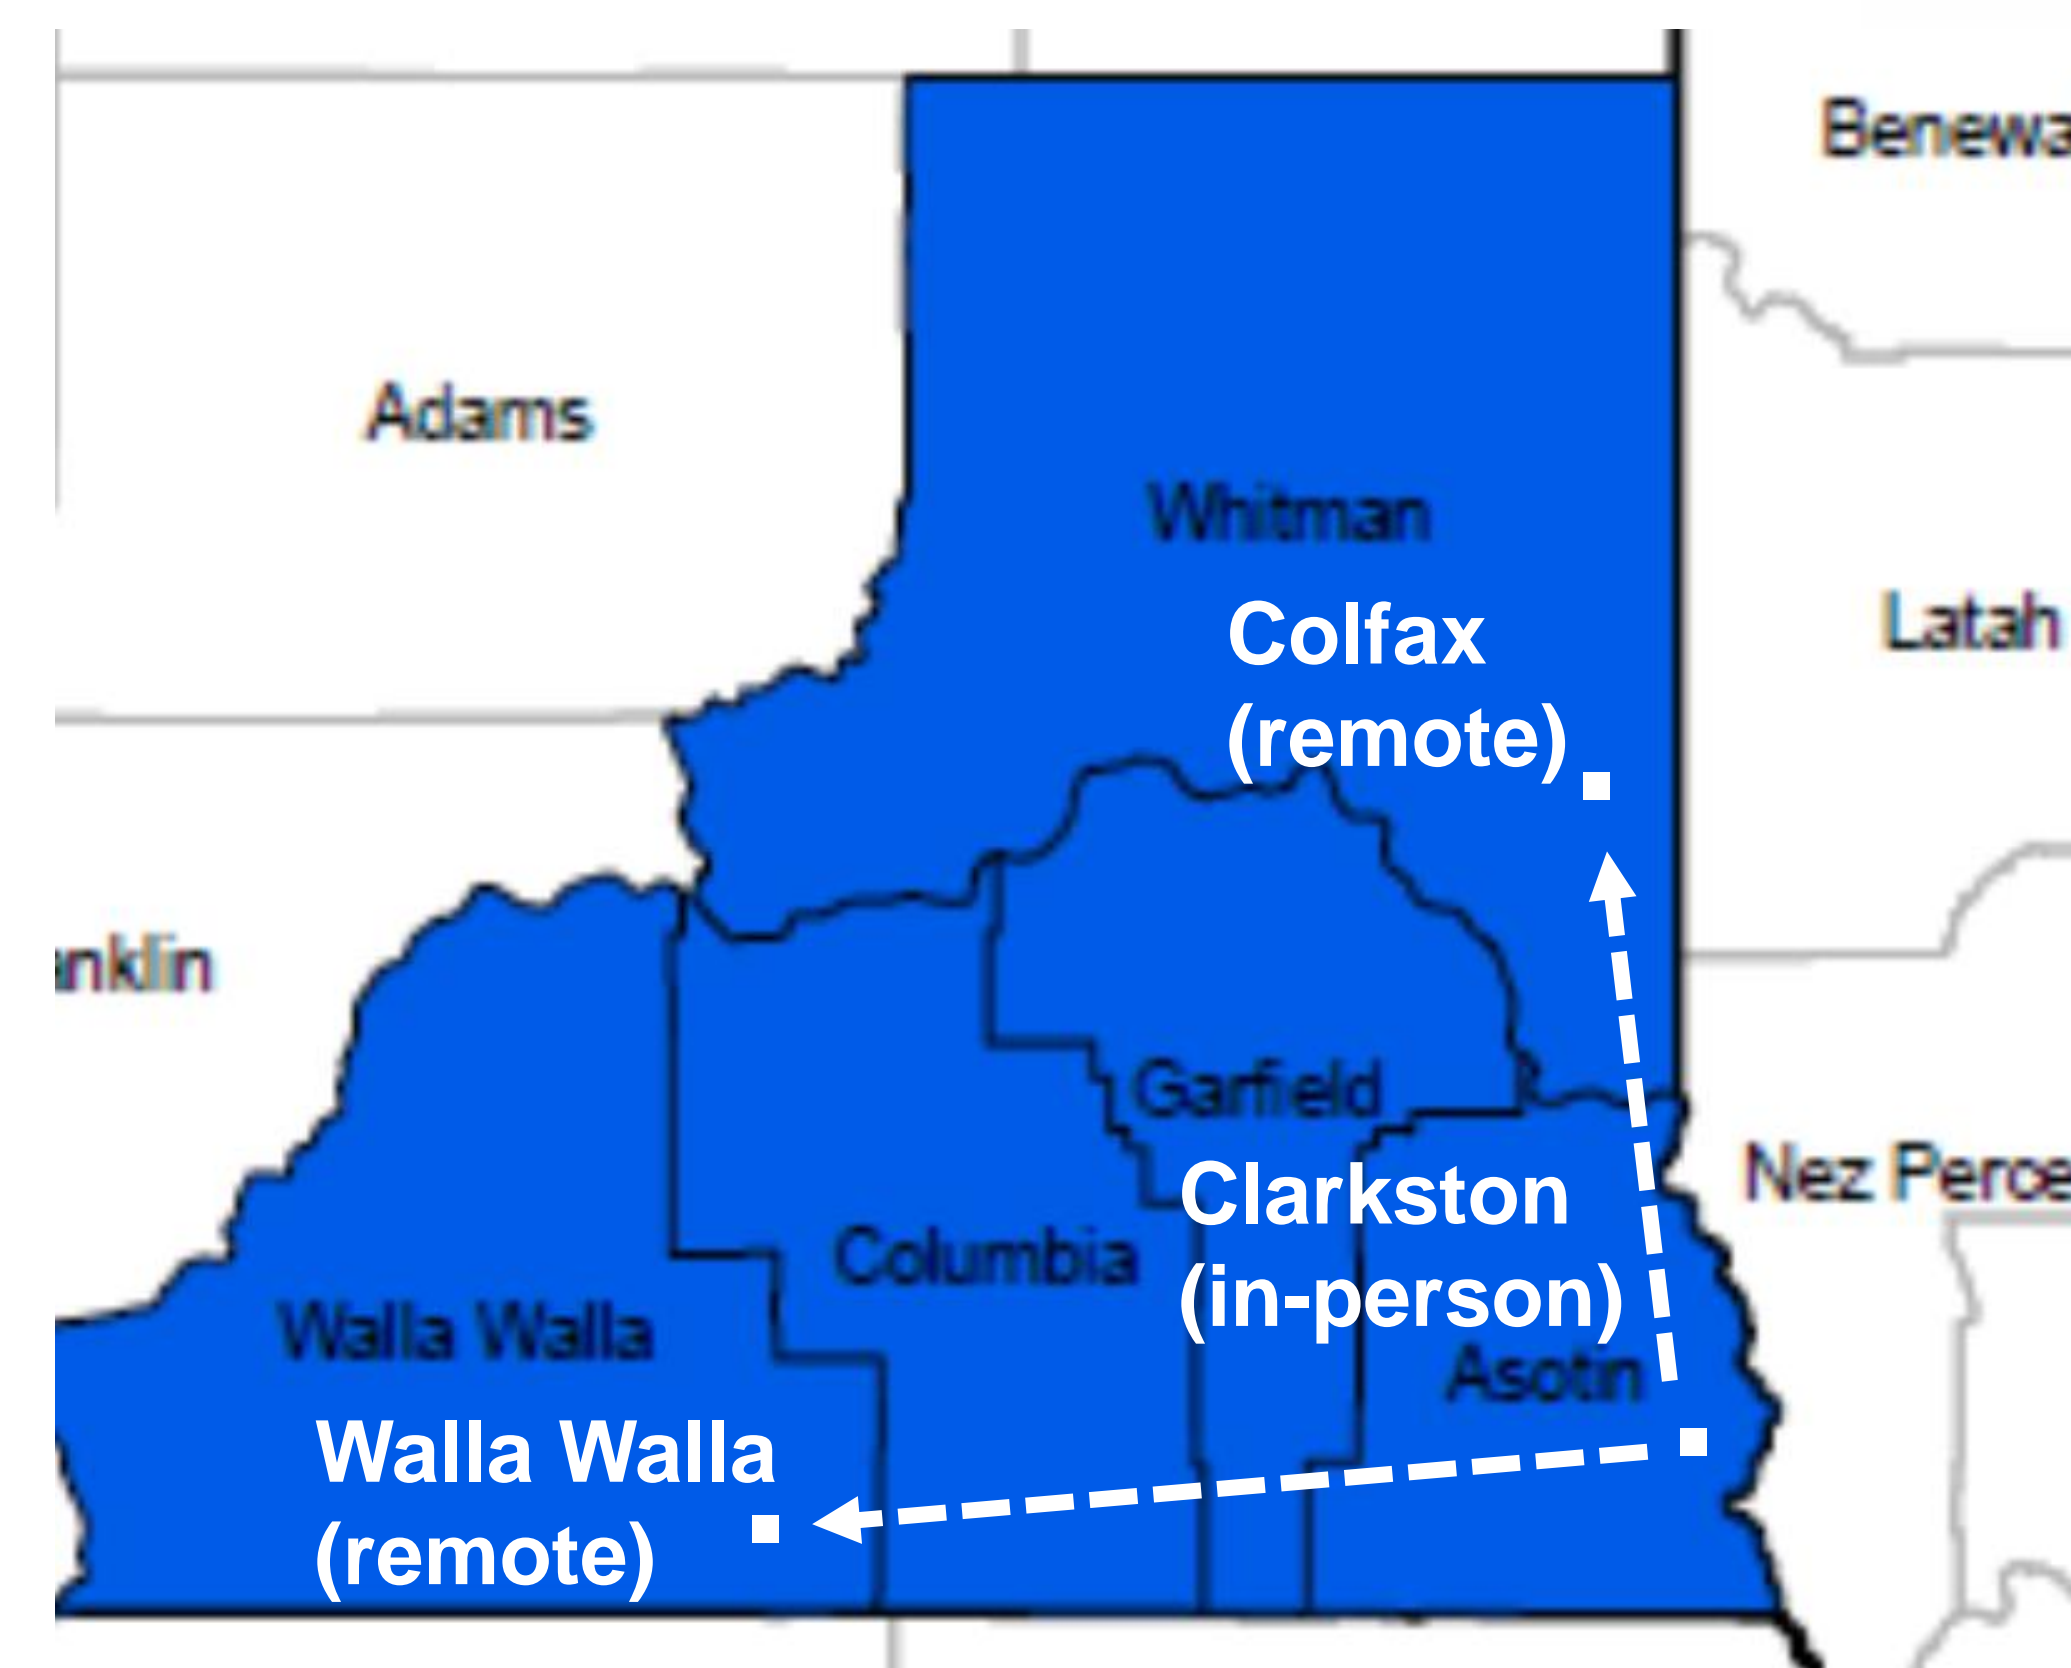 Benewa
Adams
Whitman
Colfax
(remote)
Latah
anklin
Garfield
Clarkston
(in-person)
Nez Perce
Columbia
Walla Walla
Asotin
Walla Walla
(remote)